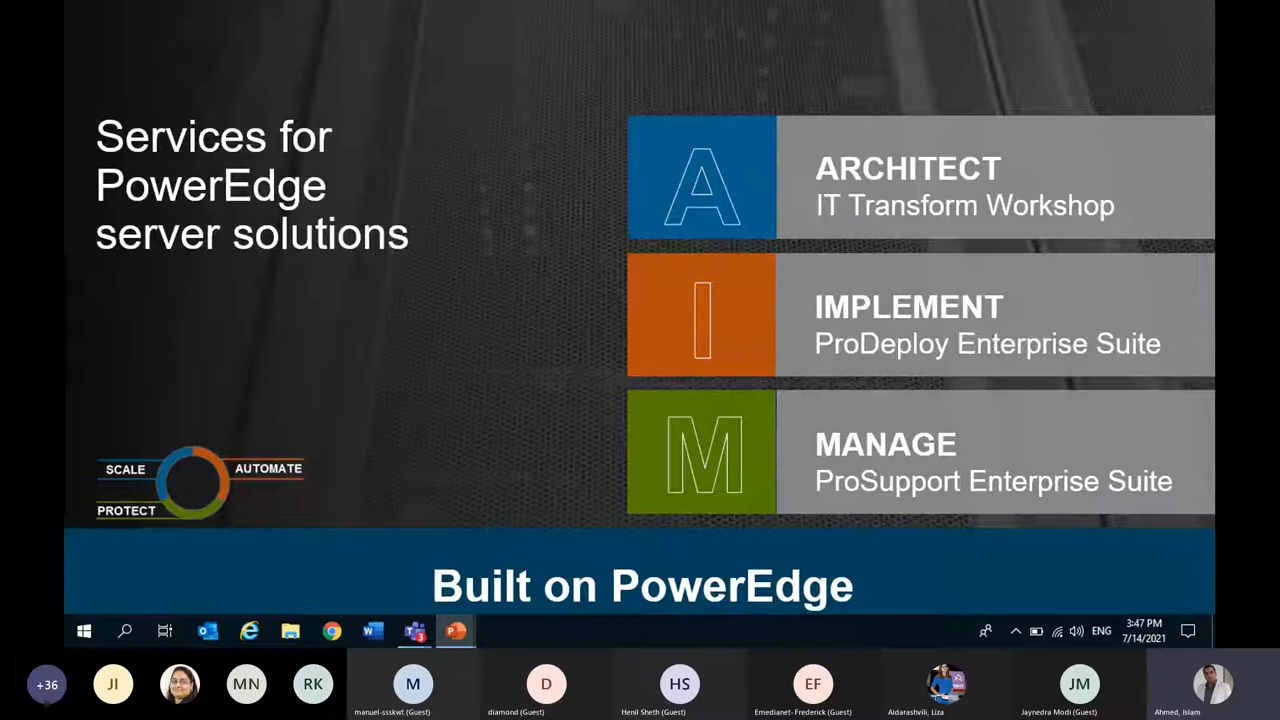 Services for
PowerEdge
server solutions
A
ARCHITECT
IT Transform Workshop
I
IMPLEMENT
ProDeploy Enterprise Suite
M
MANAGE
ProSupport Enterprise Suite
SCALE
AUTOMATE
PROTECT
Built on PowerEdge
3
ENG
3:47 PM
7/14/2021
+36
JI
MN
RK
M
D
HS
EF
JM
manuel-ssskwt (Guest)
diamond (Guest)
Henil Sheth (Guest)
Emedianet- Frederick (Guest)
Aidarashvili, Liza
Jaynedra Modi (Guest)
Ahmed, Islam